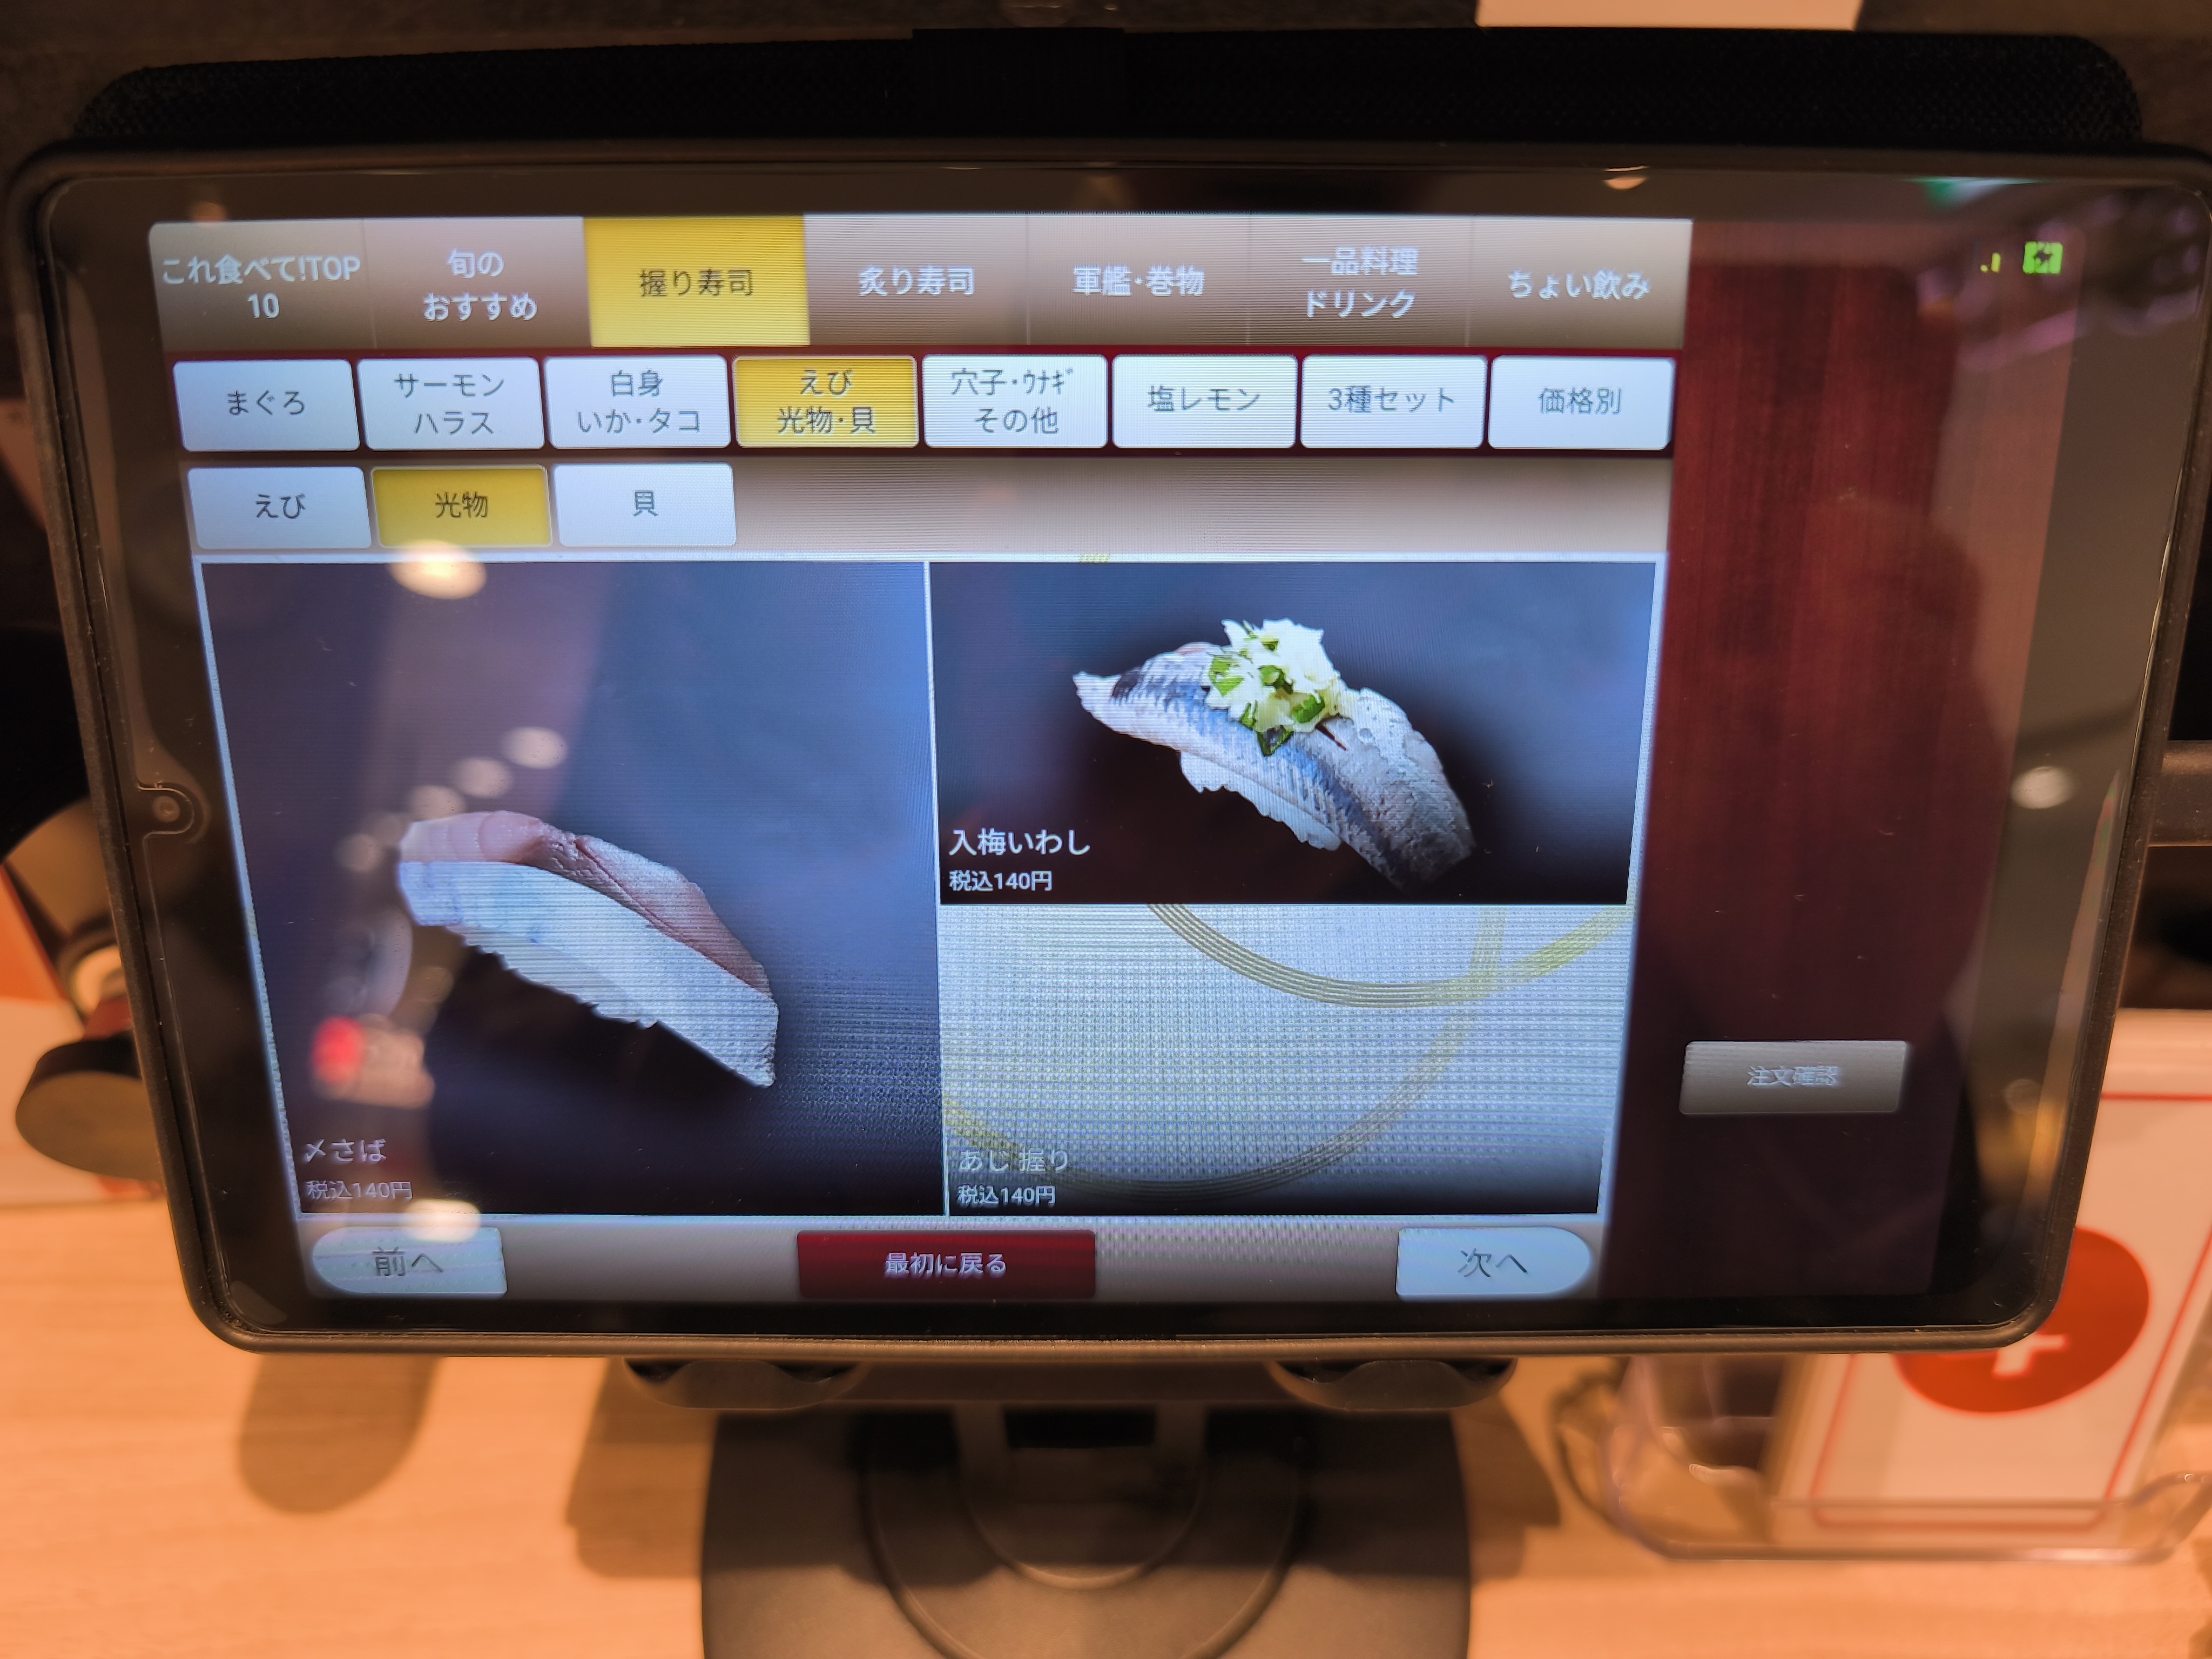 これ食べて!TOP
10
旬の
おすすめ
握り寿司
炙り寿司
軍艦・巻物
一品料理
ドリンク
ちょい飲み
まぐろ
サーモン
ハラス
白身
いか・タコ
えび
光物・貝
穴子・ｳﾅｷﾞ
その他
塩レモン
3種セット
価格別
えび
光物
貝
入梅いわし
税込140円
〆さば
税込140円
あじ 握り
税込140円
注文確認
前へ
最初に戻る
次へ